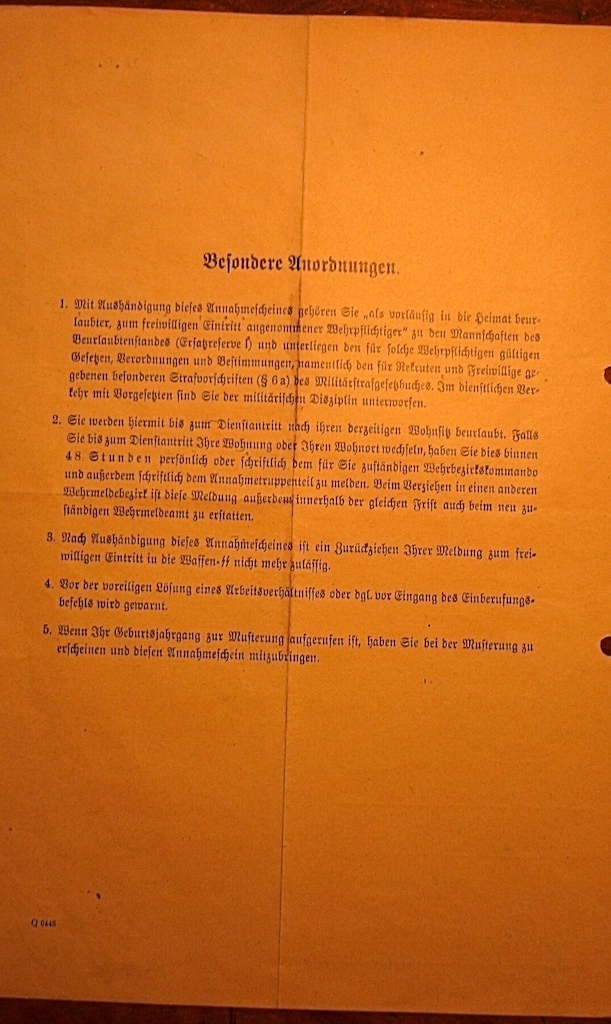 Besondere Anordnungen.
1. Mit Aushändigung dieses Annahmescheines gehören Sie „als vorläufig in die Heimat beur-
laubter, zum freiwilligen Eintritt angenommener Wehrpflichtiger“ zu den Mannschaften des
Beurlaubtenstandes (Ersatzreserve I) und unterliegen den für solche Wehrpflichtigen gültigen
Gesetzen, Verordnungen und Bestimmungen, namentlich den für Rekruten und Freiwillige ge-
gebenen besonderen Strafvorschriften (§ 6a) des Militärstrafgesetzbuches. Im dienstlichen Ver-
kehr mit Vorgesetzten sind Sie der militärischen Disziplin unterworfen.
2. Sie werden hiermit bis zum Dienstantritt nach ihren derzeitigen Wohnsitz beurlaubt. Falls
Sie bis zum Dienstantritt Ihre Wohnung oder Ihren Wohnort wechseln, haben Sie dies binnen
48 Stunden persönlich oder schriftlich dem für Sie zuständigen Wehrbezirkskommando
und außerdem schriftlich dem Annahmetruppenteil zu melden. Beim Verziehen in einen anderen
Wehrmeldebezirk ist diese Meldung außerdem innerhalb der gleichen Frist auch beim neu zu-
ständigen Wehrmeldeamt zu erstatten.
3. Nach Aushändigung dieses Annahmescheines ist ein Zurückziehen Ihrer Meldung zum frei-
willigen Eintritt in die Waffen-ᛋᛋ nicht mehr zulässig.
4. Vor der voreiligen Lösung eines Arbeitsverhältnisses oder dgl. vor Eingang des Einberufungs-
befehls wird gewarnt.
5. Wenn Ihr Geburtsjahrgang zur Musterung aufgerufen ist, haben Sie bei der Musterung zu
erscheinen und diesen Annahmeschein mitzubringen.
Q 0445